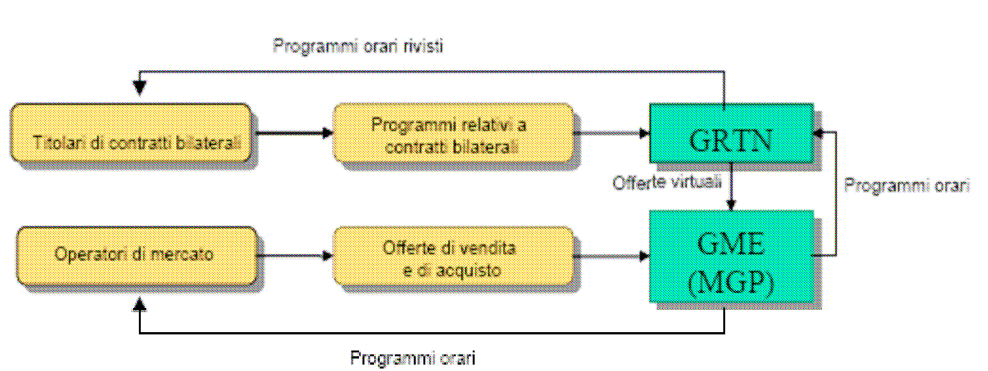 Programmi orari rivisti
Titolari di contratti bilaterali
Programmi relativi a
contratti bilaterali
GRTN
Offerte virtuali
Programmi orari
Operatori di mercato
Offerte di vendita
e di acquisto
GME
(MGP)
Programmi orari